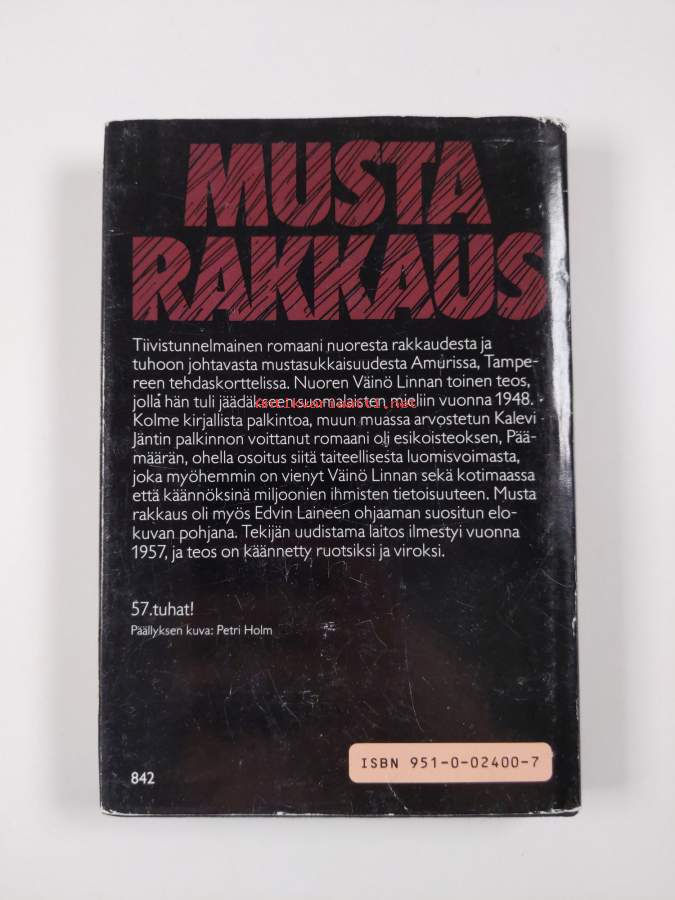 MUSTA
RAKKAUS
Tiivistunnelmainen romaani nuoresta rakkaudesta ja
tuhoon johtavasta mustasukkaisuudesta Amurissa, Tampe-
reen tehdaskorttelissa. Nuoren Väinö Linnan toinen teos,
jolla hän tuli jäädäkseen suomalaisten mieliin vuonna 1948.
Kolme kirjallista palkintoa, muun muassa arvostetun Kalevi
Jäntin palkinnon voittanut romaani oli esikoisteoksen, Pää-
määrän, ohella osoitus siitä taiteellisesta luomisvoimasta,
joka myöhemmin on vienyt Väinö Linnan sekä kotimaassa
että käännöksinä miljoonien ihmisten tietoisuuteen. Musta
rakkaus oli myös Edvin Laineen ohjaaman suositun elo-
kuvan pohjana. Tekijän uudistama laitos ilmestyi vuonna
1957, ja teos on käännetty ruotsiksi ja viroksi.
57.tuhat!
Päällyksen kuva: Petri Holm
842
ISBN 951-0-02400-7